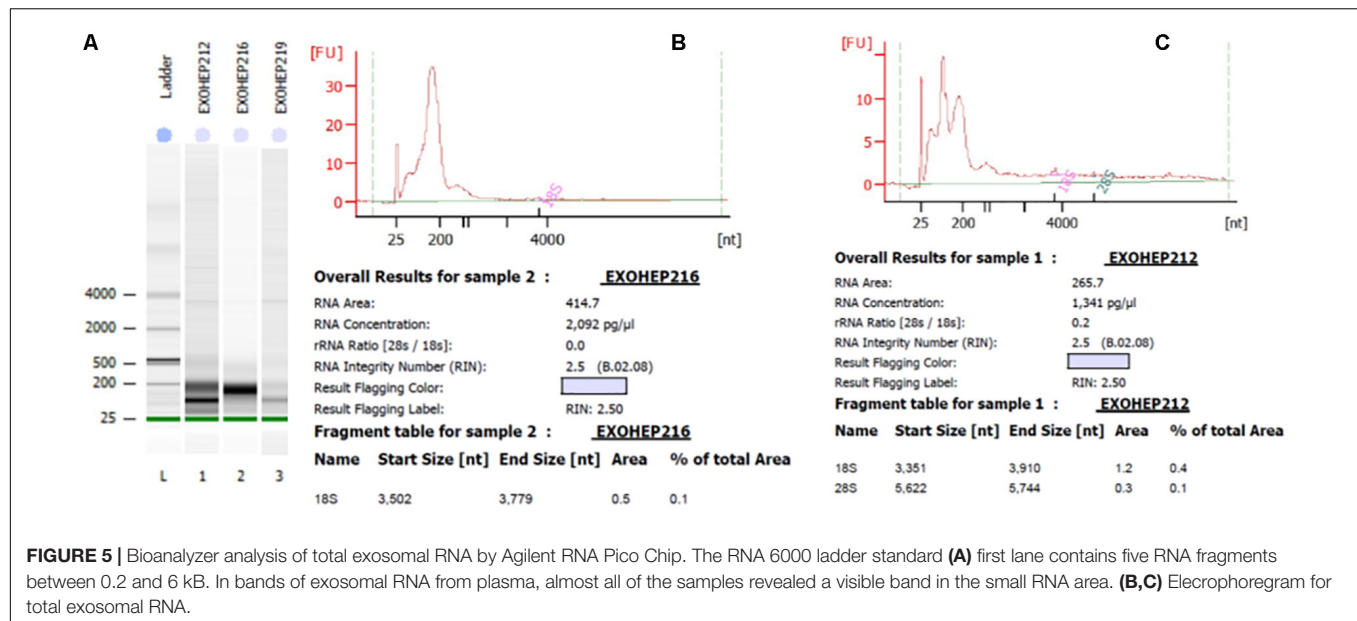 A
Ladder
EXOHEP212
EXOHEP216
EXOHEP219
4000
2000
500
200
25
L 1 2 3
B
[FU]
30
20
10
0
18S
25 200 4000 [nt]
Overall Results for sample 2 : EXOHEP216
RNA Area: 414.7
RNA Concentration: 2,092 pg/µl
rRNA Ratio [28s / 18s]: 0.0
RNA Integrity Number (RIN): 2.5 (B.02.08)
Result Flagging Color:
Result Flagging Label: RIN: 2.50
Fragment table for sample 2 : EXOHEP216
Name Start Size [nt] End Size [nt] Area % of total Area
18S 3,502 3,779 0.5 0.1
C
[FU]
10
5
0
18S
28S
25 200 4000 [nt]
Overall Results for sample 1 : EXOHEP212
RNA Area: 265.7
RNA Concentration: 1,341 pg/µl
rRNA Ratio [28s / 18s]: 0.2
RNA Integrity Number (RIN): 2.5 (B.02.08)
Result Flagging Color:
Result Flagging Label: RIN: 2.50
Fragment table for sample 1 : EXOHEP212
Name Start Size [nt] End Size [nt] Area % of total Area
18S 3,351 3,910 1.2 0.4
28S 5,622 5,744 0.3 0.1
FIGURE 5 | Bioanalyzer analysis of total exosomal RNA by Agilent RNA Pico Chip. The RNA 6000 ladder standard (A) first lane contains five RNA fragments
between 0.2 and 6 kB. In bands of exosomal RNA from plasma, almost all of the samples revealed a visible band in the small RNA area. (B,C) Elecrophoregram for
total exosomal RNA.